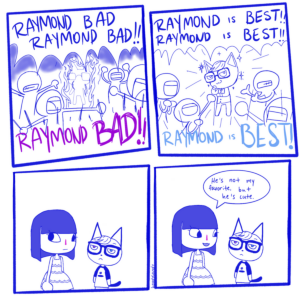 RAYMOND BAD
RAYMOND BAD!!
RAYMOND BAD!!
RAYMOND IS BEST!!
RAYMOND IS BEST!!
RAYMOND IS BEST!
He's not my
favorite, but
he's cute.